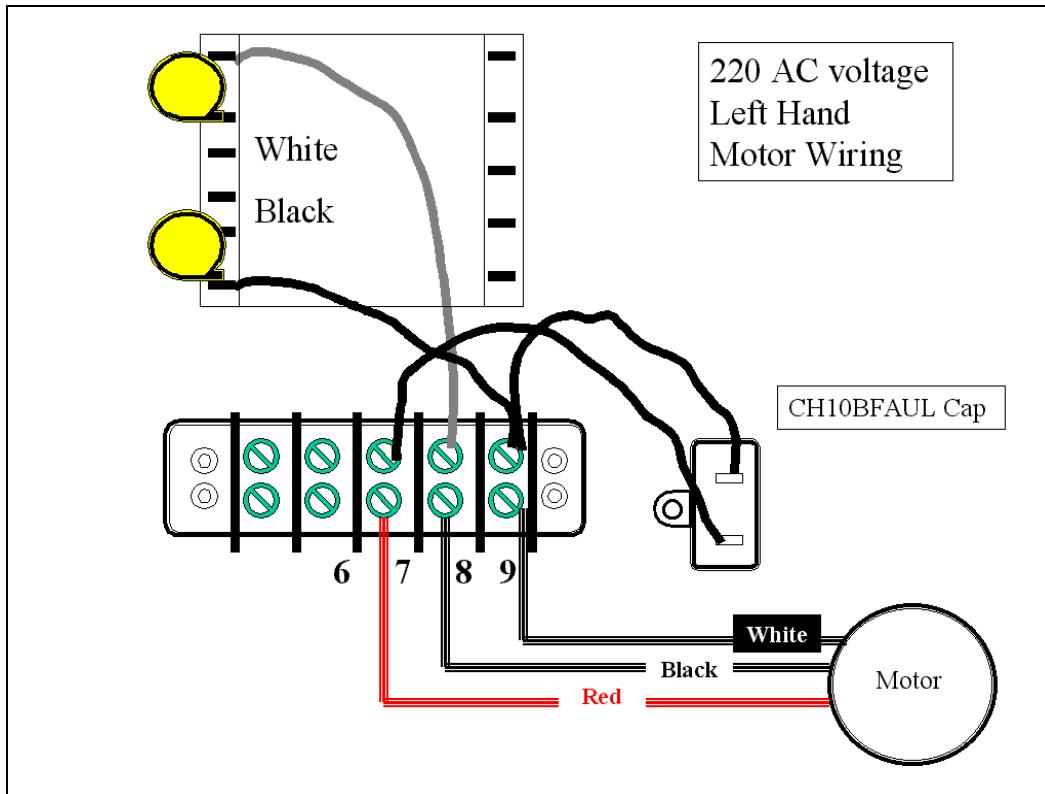 220 AC voltage
Left Hand
Motor Wiring
White
Black
CH10BFAUL Cap
6 7 8 9
White
Black
Red
Motor